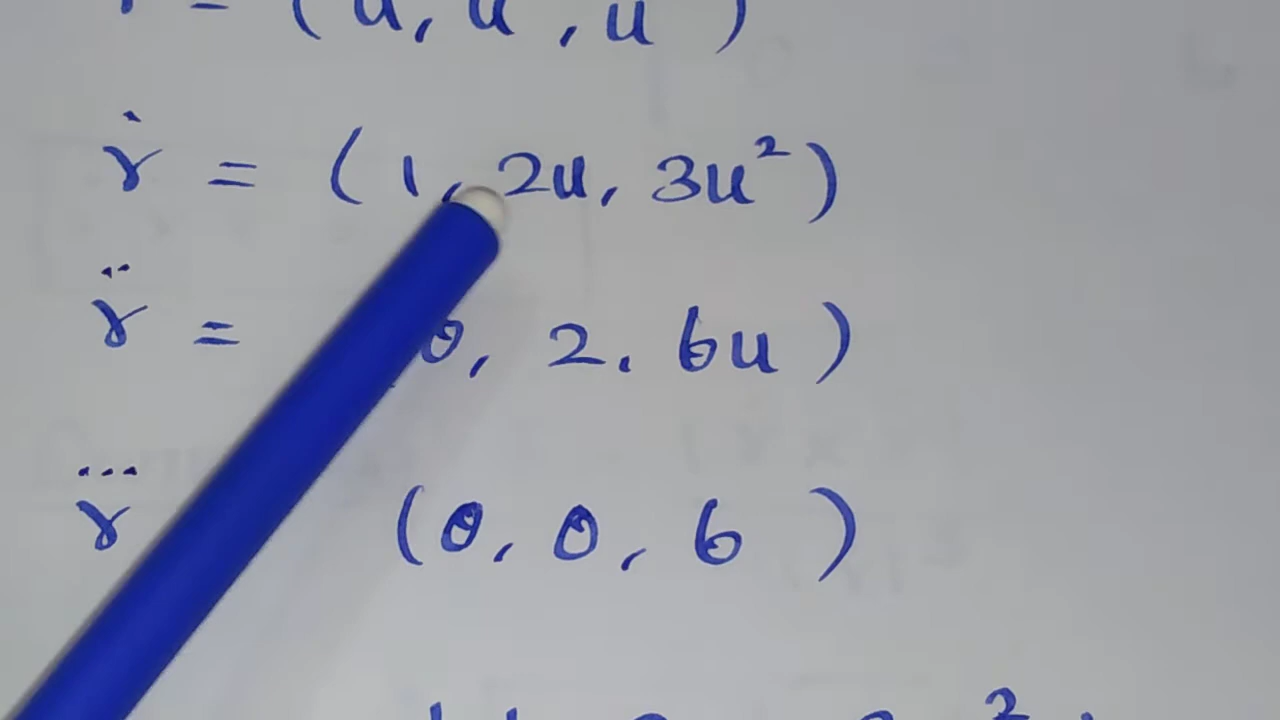 r = (u, u, u)
ṙ = (1, 2u, 3u²)
r̈ = 0, 2. 6u)
r⃛ (0, 0, 6 )